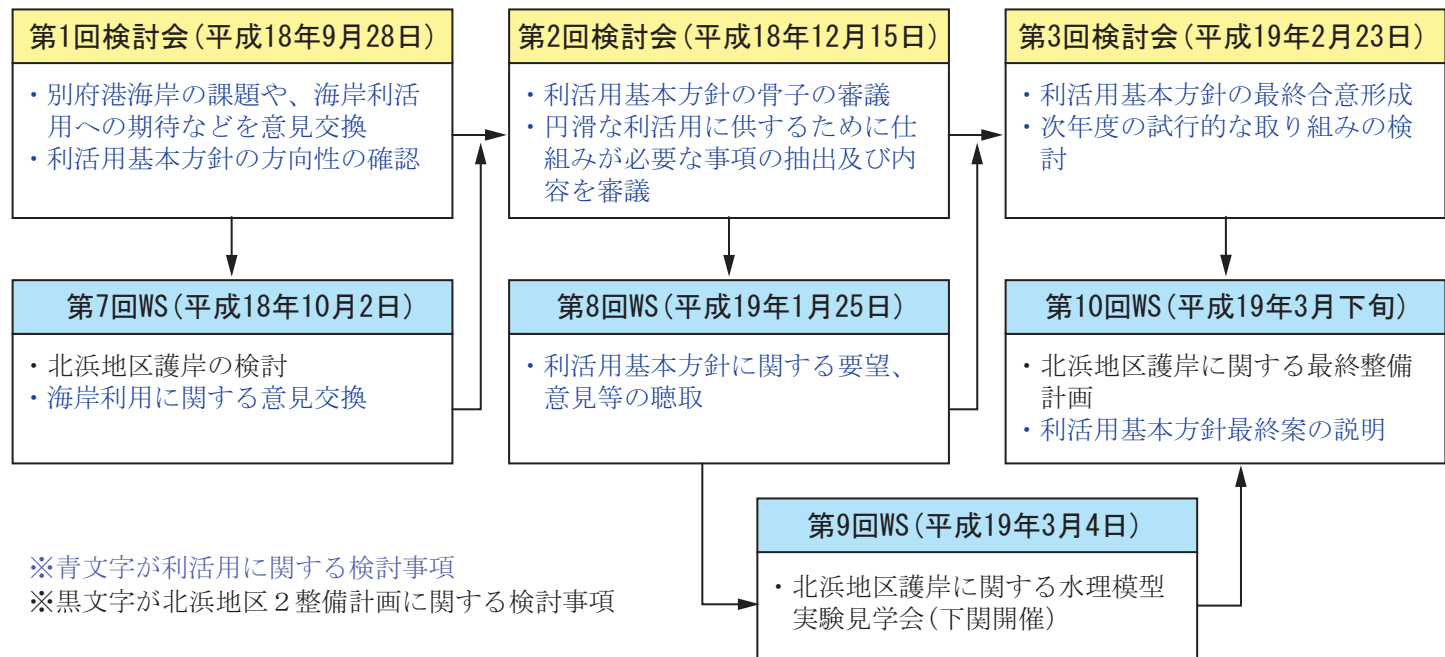 第1回検討会(平成18年9月28日)
・別府港海岸の課題や、海岸利活
用への期待などを意見交換
・利活用基本方針の方向性の確認
第2回検討会(平成18年12月15日)
・利活用基本方針の骨子の審議
・円滑な利活用に供するために仕
組みが必要な事項の抽出及び内
容を審議
第3回検討会(平成19年2月23日)
・利活用基本方針の最終合意形成
・次年度の試行的な取り組みの検
討
第7回WS(平成18年10月2日)
・北浜地区護岸の検討
・海岸利用に関する意見交換
第8回WS(平成19年1月25日)
・利活用基本方針に関する要望、
意見等の聴取
第10回WS(平成19年3月下旬)
・北浜地区護岸に関する最終整備
計画
・利活用基本方針最終案の説明
第9回WS(平成19年3月4日)
・北浜地区護岸に関する水理模型
実験見学会(下関開催)
※青文字が利活用に関する検討事項
※黒文字が北浜地区2整備計画に関する検討事項